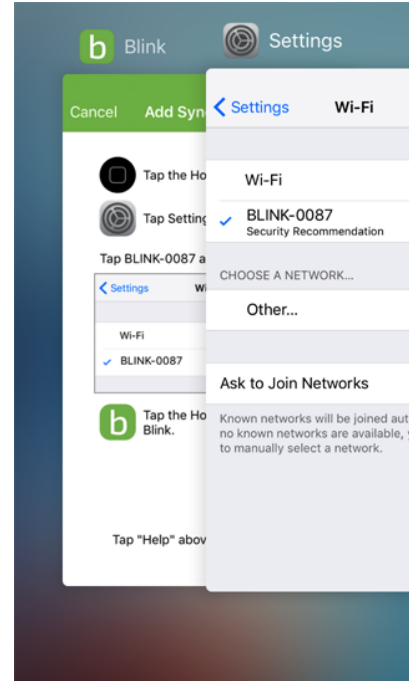 b Blink
Settings
Cancel Add Syn
Tap the Ho
Tap Setting
Tap BLINK-0087 a
Settings Wi
Wi-Fi
BLINK-0087
b Tap the Ho
Blink.
Tap "Help" abov
Settings Wi-Fi
Wi-Fi
BLINK-0087
Security Recommendation
CHOOSE A NETWORK...
Other...
Ask to Join Networks
Known networks will be joined aut
no known networks are available, y
to manually select a network.